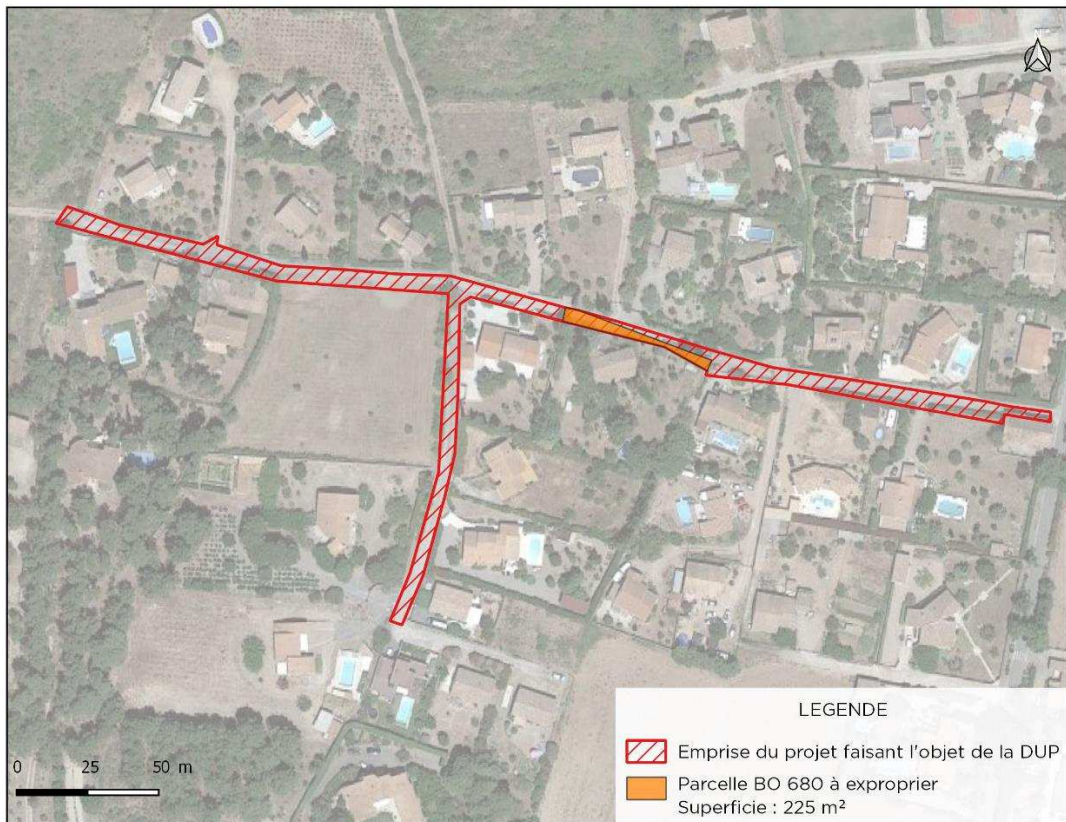 0 25 50 m
LEGENDE
Emprise du projet faisant l'objet de la DUP
Parcelle BO 680 à exproprier
Superficie : 225 m²